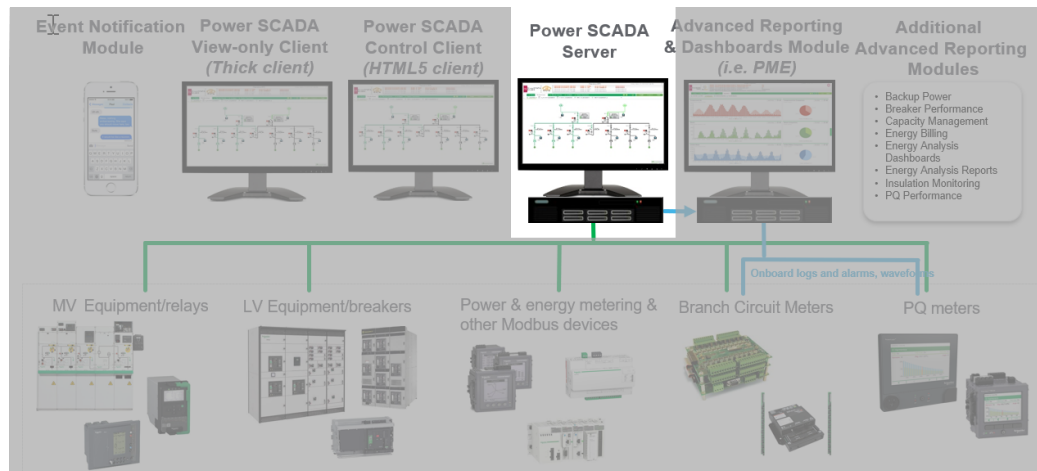 Event Notification
Module
Power SCADA
View-only Client
(Thick client)
Power SCADA
Control Client
(HTML5 client)
Power SCADA
Server
Advanced Reporting
& Dashboards Module
(i.e. PME)
Additional
Advanced Reporting
Modules
• Backup Power
• Breaker Performance
• Capacity Management
• Energy Billing
• Energy Analysis
Dashboards
• Energy Analysis Reports
• Insulation Monitoring
• PQ Performance
Onboard logs and alarms, waveforms
MV Equipment/relays
LV Equipment/breakers
Power & energy metering &
other Modbus devices
Branch Circuit Meters
PQ meters